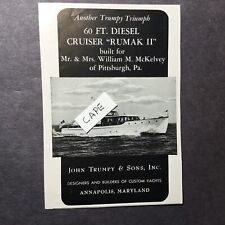 Another Trumpy Triumph
60 FT. DIESEL
CRUISER "RUMAK II"
built for
Mr. & Mrs. William M. McKelvey
of Pittsburgh, Pa.
CAPE
JOHN TRUMPY & SONS, INC.
DESIGNERS AND BUILDERS OF CUSTOM YACHTS
ANNAPOLIS, MARYLAND